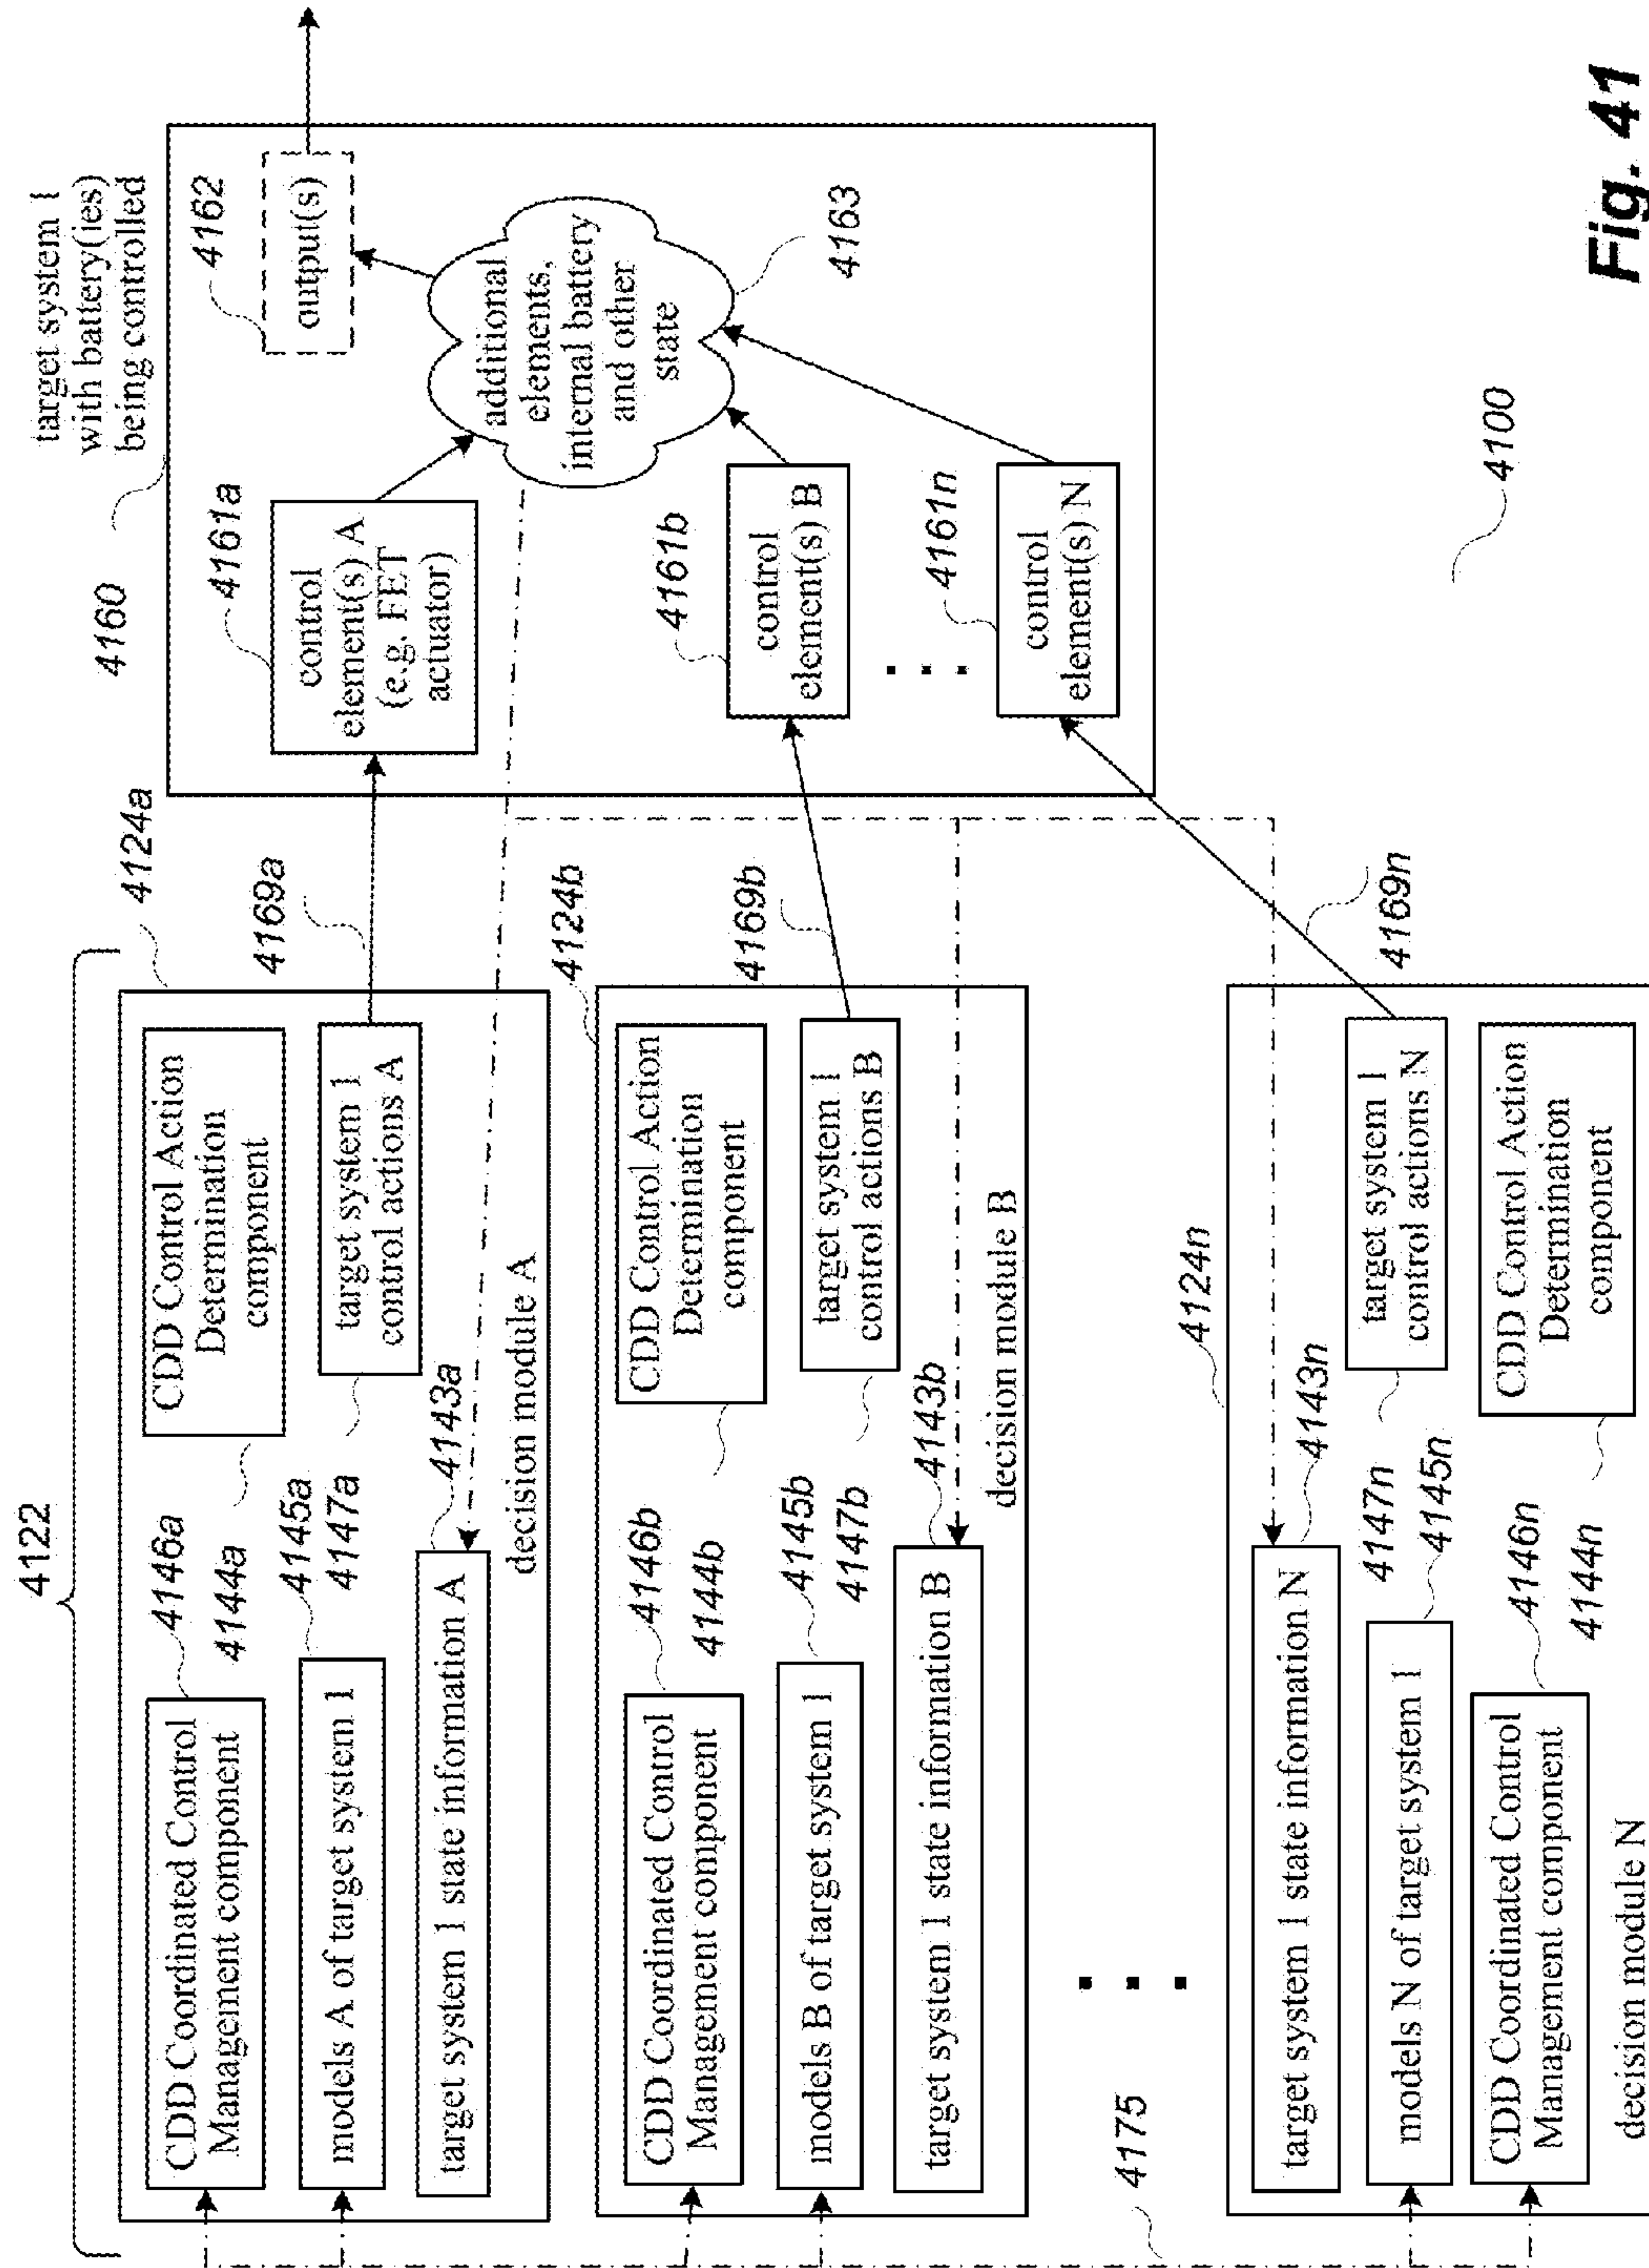 4122
4124a
CDD Coordinated Control
Management component
4146a
4144a
CDD Control Action
Determination
component
models A of target system 1
4145a
4147a
target system 1
control actions A
4169a
target system 1 state information A
4143a
decision module A
4124b
CDD Coordinated Control
Management component
4146b
4144b
CDD Control Action
Determination
component
models B of target system 1
4145b
4147b
target system 1
control actions B
4169b
target system 1 state information B
4143b
decision module B
4175
4124n
target system 1 state information N
4143n
models N of target system 1
4147n
4145n
target system 1
control actions N
4169n
CDD Coordinated Control
Management component
4146n
4144n
CDD Control Action
Determination
component
decision module N
target system 1
with battery(ies)
being controlled
4160
4161a
control
element(s) A
(e.g. FET
actuator)
4162
output(s)
additional
elements,
internal battery
and other
state
4163
4161b
control
element(s) B
4161n
control
element(s) N
4100
Fig. 41